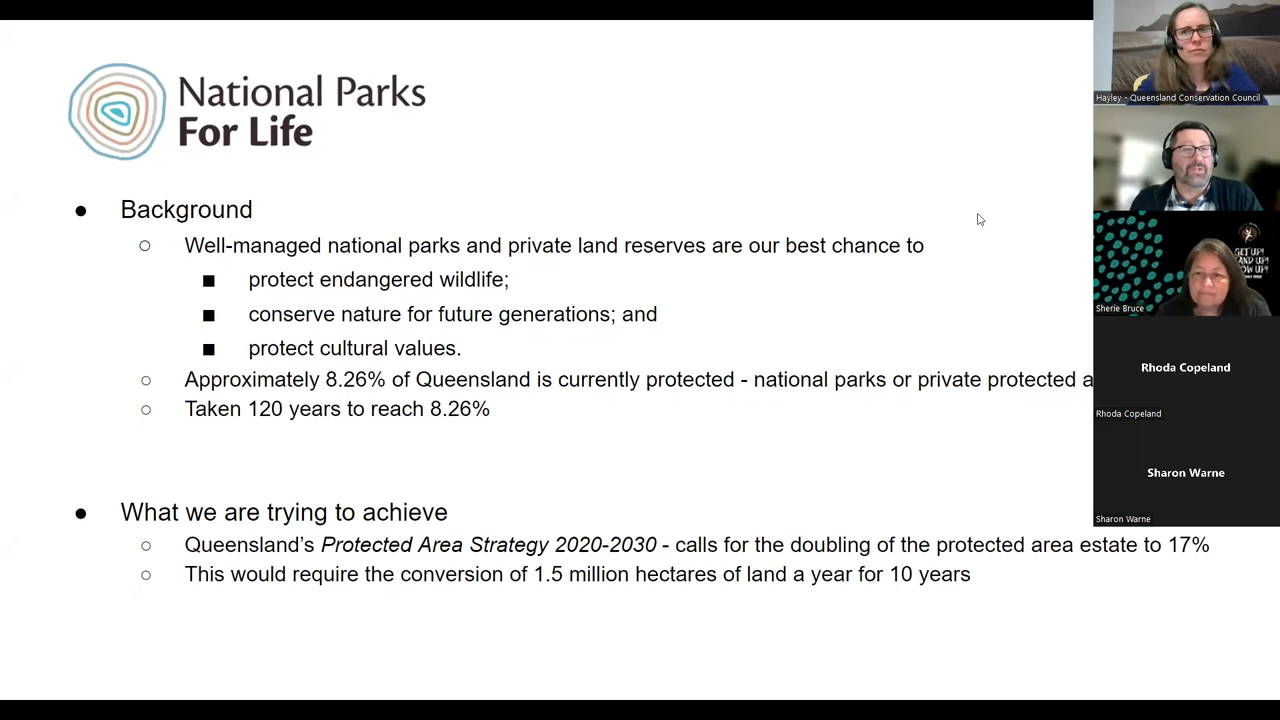 National Parks
For Life
● Background
○ Well-managed national parks and private land reserves are our best chance to
■ protect endangered wildlife;
■ conserve nature for future generations; and
■ protect cultural values.
○ Approximately 8.26% of Queensland is currently protected - national parks or private protected a
○ Taken 120 years to reach 8.26%
● What we are trying to achieve
○ Queensland’s Protected Area Strategy 2020-2030 - calls for the doubling of the protected area estate to 17%
○ This would require the conversion of 1.5 million hectares of land a year for 10 years
Hayley - Queensland Conservation Council
GET UP!
Sherie Bruce
Rhoda Copeland
Rhoda Copeland
Sharon Warne
Sharon Warne